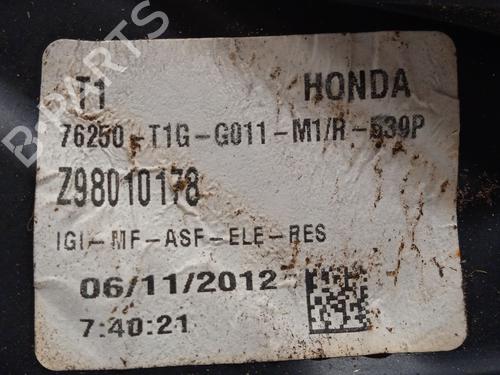 T1 HONDA
76250-T1G-G011-M1/R-539P
Z98010178
IGI-MF-ASF-ELE-RES
06/11/2012
7:40:21
B-PARTS